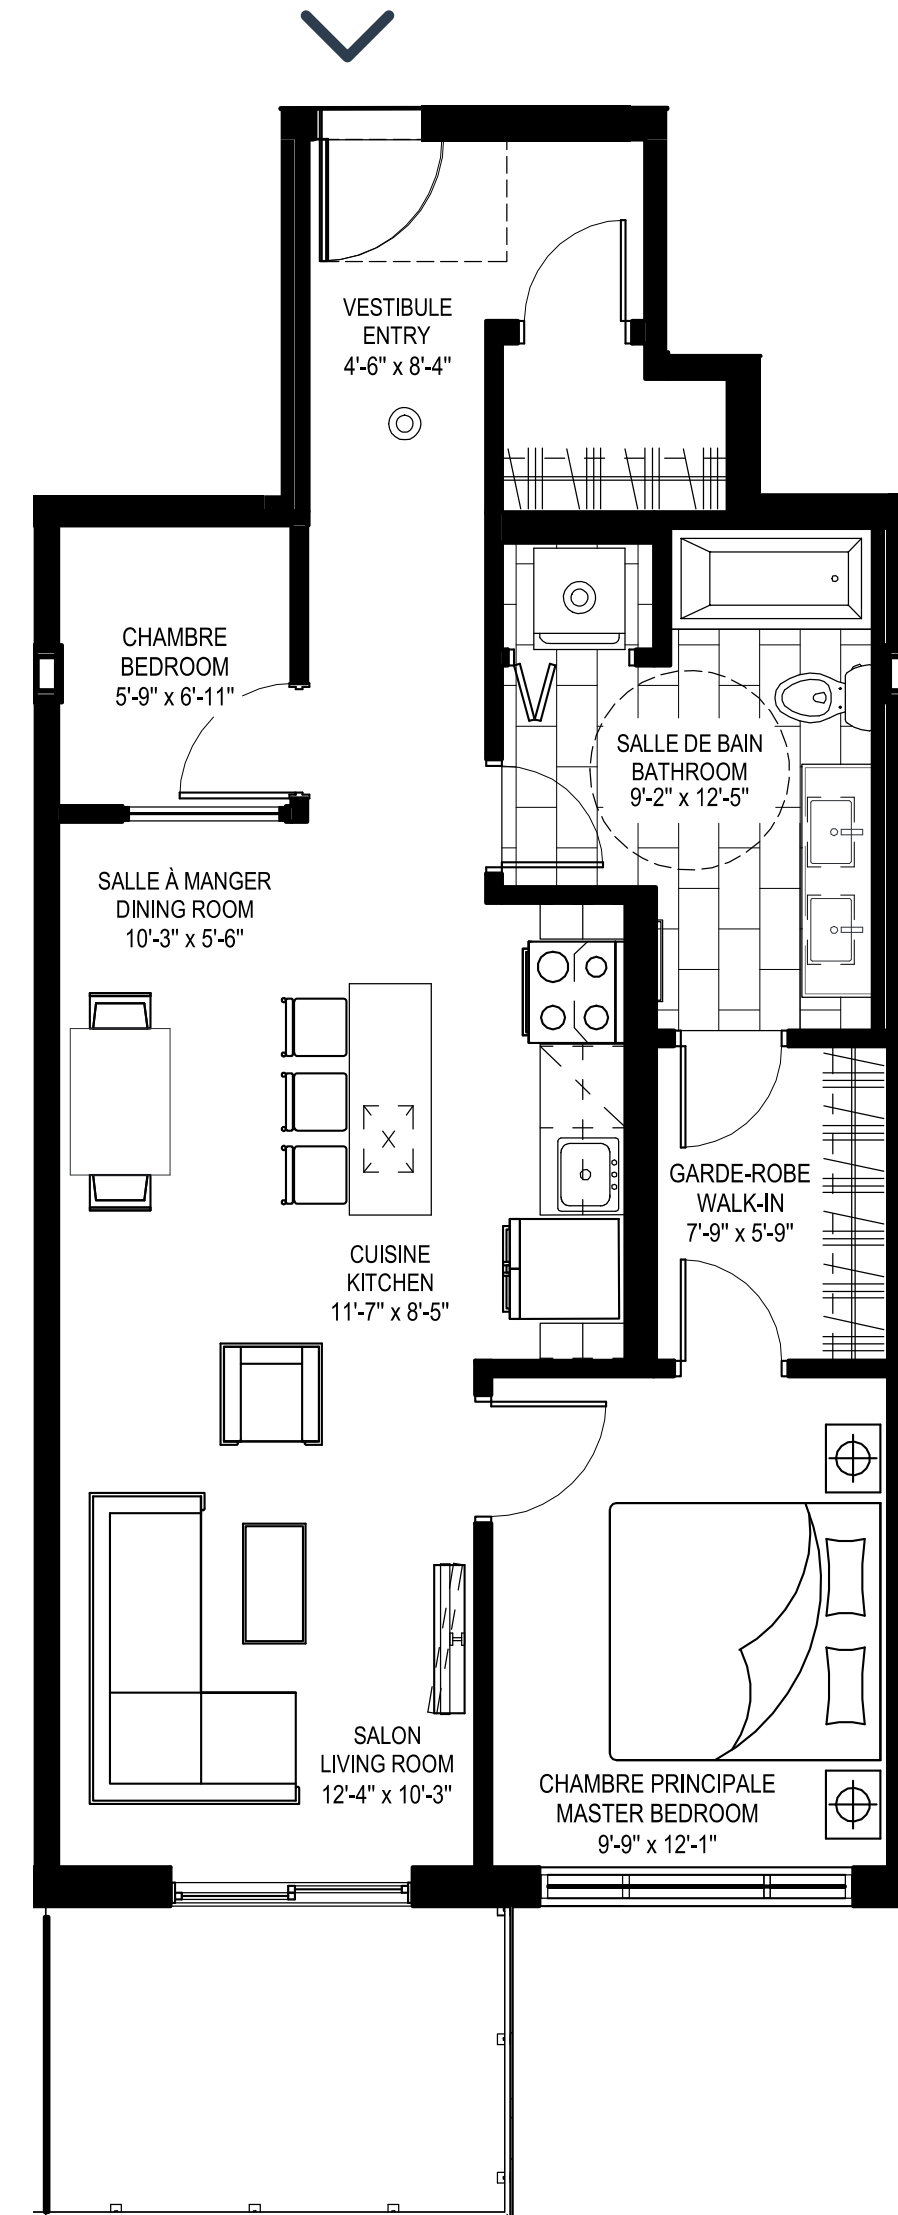 VESTIBULE
ENTRY
4'-6" x 8'-4"
CHAMBRE
BEDROOM
5'-9" x 6'-11"
SALLE DE BAIN
BATHROOM
9'-2" x 12'-5"
SALLE À MANGER
DINING ROOM
10'-3" x 5'-6"
GARDE-ROBE
WALK-IN
7'-9" x 5'-9"
CUISINE
KITCHEN
11'-7" x 8'-5"
SALON
LIVING ROOM
12'-4" x 10'-3"
CHAMBRE PRINCIPALE
MASTER BEDROOM
9'-9" x 12'-1"